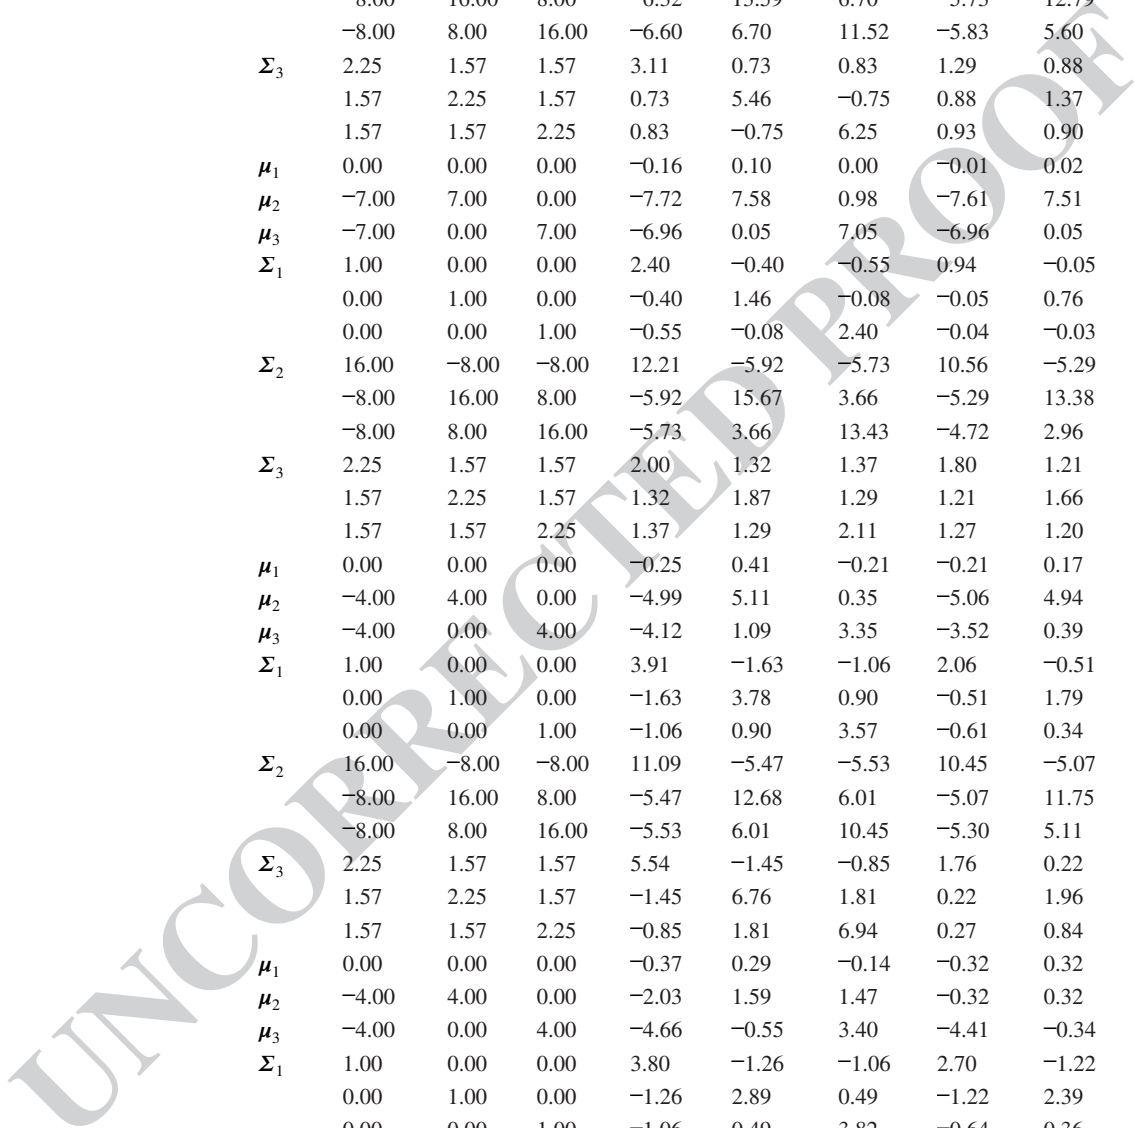 −8.00 8.00 16.00 −6.60 6.70 11.52 −5.83 5.60
Σ3 2.25 1.57 1.57 3.11 0.73 0.83 1.29 0.88
1.57 2.25 1.57 0.73 5.46 −0.75 0.88 1.37
1.57 1.57 2.25 0.83 −0.75 6.25 0.93 0.90
μ1 0.00 0.00 0.00 −0.16 0.10 0.00 −0.01 0.02
μ2 −7.00 7.00 0.00 −7.72 7.58 0.98 −7.61 7.51
μ3 −7.00 0.00 7.00 −6.96 0.05 7.05 −6.96 0.05
Σ1 1.00 0.00 0.00 2.40 −0.40 −0.55 0.94 −0.05
0.00 1.00 0.00 −0.40 1.46 −0.08 −0.05 0.76
0.00 0.00 1.00 −0.55 −0.08 2.40 −0.04 −0.03
Σ2 16.00 −8.00 −8.00 12.21 −5.92 −5.73 10.56 −5.29
−8.00 16.00 8.00 −5.92 15.67 3.66 −5.29 13.38
−8.00 8.00 16.00 −5.73 3.66 13.43 −4.72 2.96
Σ3 2.25 1.57 1.57 2.00 1.32 1.37 1.80 1.21
1.57 2.25 1.57 1.32 1.87 1.29 1.21 1.66
1.57 1.57 2.25 1.37 1.29 2.11 1.27 1.20
μ1 0.00 0.00 0.00 −0.25 0.41 −0.21 −0.21 0.17
μ2 −4.00 4.00 0.00 −4.99 5.11 0.35 −5.06 4.94
μ3 −4.00 0.00 4.00 −4.12 1.09 3.35 −3.52 0.39
Σ1 1.00 0.00 0.00 3.91 −1.63 −1.06 2.06 −0.51
0.00 1.00 0.00 −1.63 3.78 0.90 −0.51 1.79
0.00 0.00 1.00 −1.06 0.90 3.57 −0.61 0.34
Σ2 16.00 −8.00 −8.00 11.09 −5.47 −5.53 10.45 −5.07
−8.00 16.00 8.00 −5.47 12.68 6.01 −5.07 11.75
−8.00 8.00 16.00 −5.53 6.01 10.45 −5.30 5.11
Σ3 2.25 1.57 1.57 5.54 −1.45 −0.85 1.76 0.22
1.57 2.25 1.57 −1.45 6.76 1.81 0.22 1.96
1.57 1.57 2.25 −0.85 1.81 6.94 0.27 0.84
μ1 0.00 0.00 0.00 −0.37 0.29 −0.14 −0.32 0.32
μ2 −4.00 4.00 0.00 −2.03 1.59 1.47 −0.32 0.32
μ3 −4.00 0.00 4.00 −4.66 −0.55 3.40 −4.41 −0.34
Σ1 1.00 0.00 0.00 3.80 −1.26 −1.06 2.70 −1.22
0.00 1.00 0.00 −1.26 2.89 0.49 −1.22 2.39
UNCORRECTED PROOF